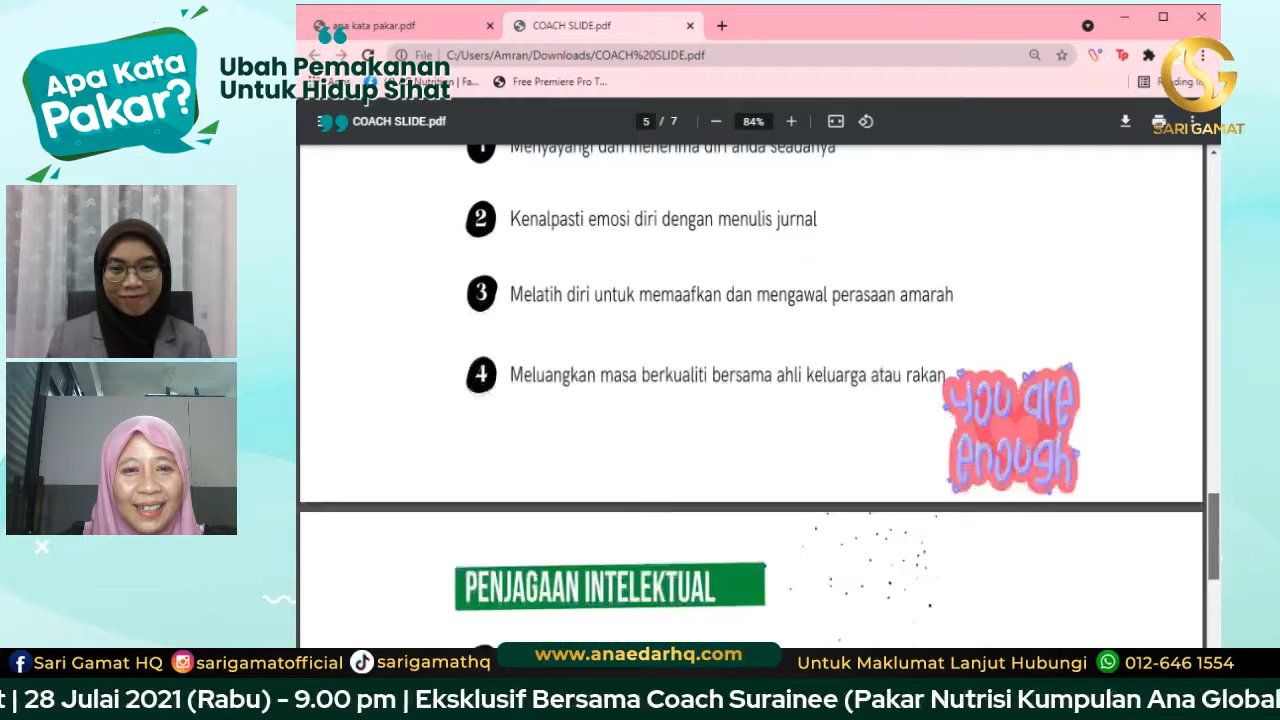 Apa Kata
Pakar?
Ubah Pemakanan
Untuk Hidup Sihat
apa kata pakar.pdf
COACH SLIDE.pdf
File
C:/Users/Amran/Downloads/COACH%20SLIDE.pdf
Apps
Nutrition | Fa...
Free Premiere Pro T...
Reading
COACH SLIDE.pdf
5 / 7
84%
SARI GAMAT
1 Menyayangi dan menerima diri anda seadanya
2 Kenalpasti emosi diri dengan menulis jurnal
3 Melatih diri untuk memaafkan dan mengawal perasaan amarah
4 Meluangkan masa berkualiti bersama ahli keluarga atau rakan
you are
enough
PENJAGAAN INTELEKTUAL
Sari Gamat HQ
sarigamatofficial
sarigamathq
www.anaedarhq.com
Untuk Maklumat Lanjut Hubungi
012-646 1554
t | 28 Julai 2021 (Rabu) - 9.00 pm | Eksklusif Bersama Coach Surainee (Pakar Nutrisi Kumpulan Ana Global